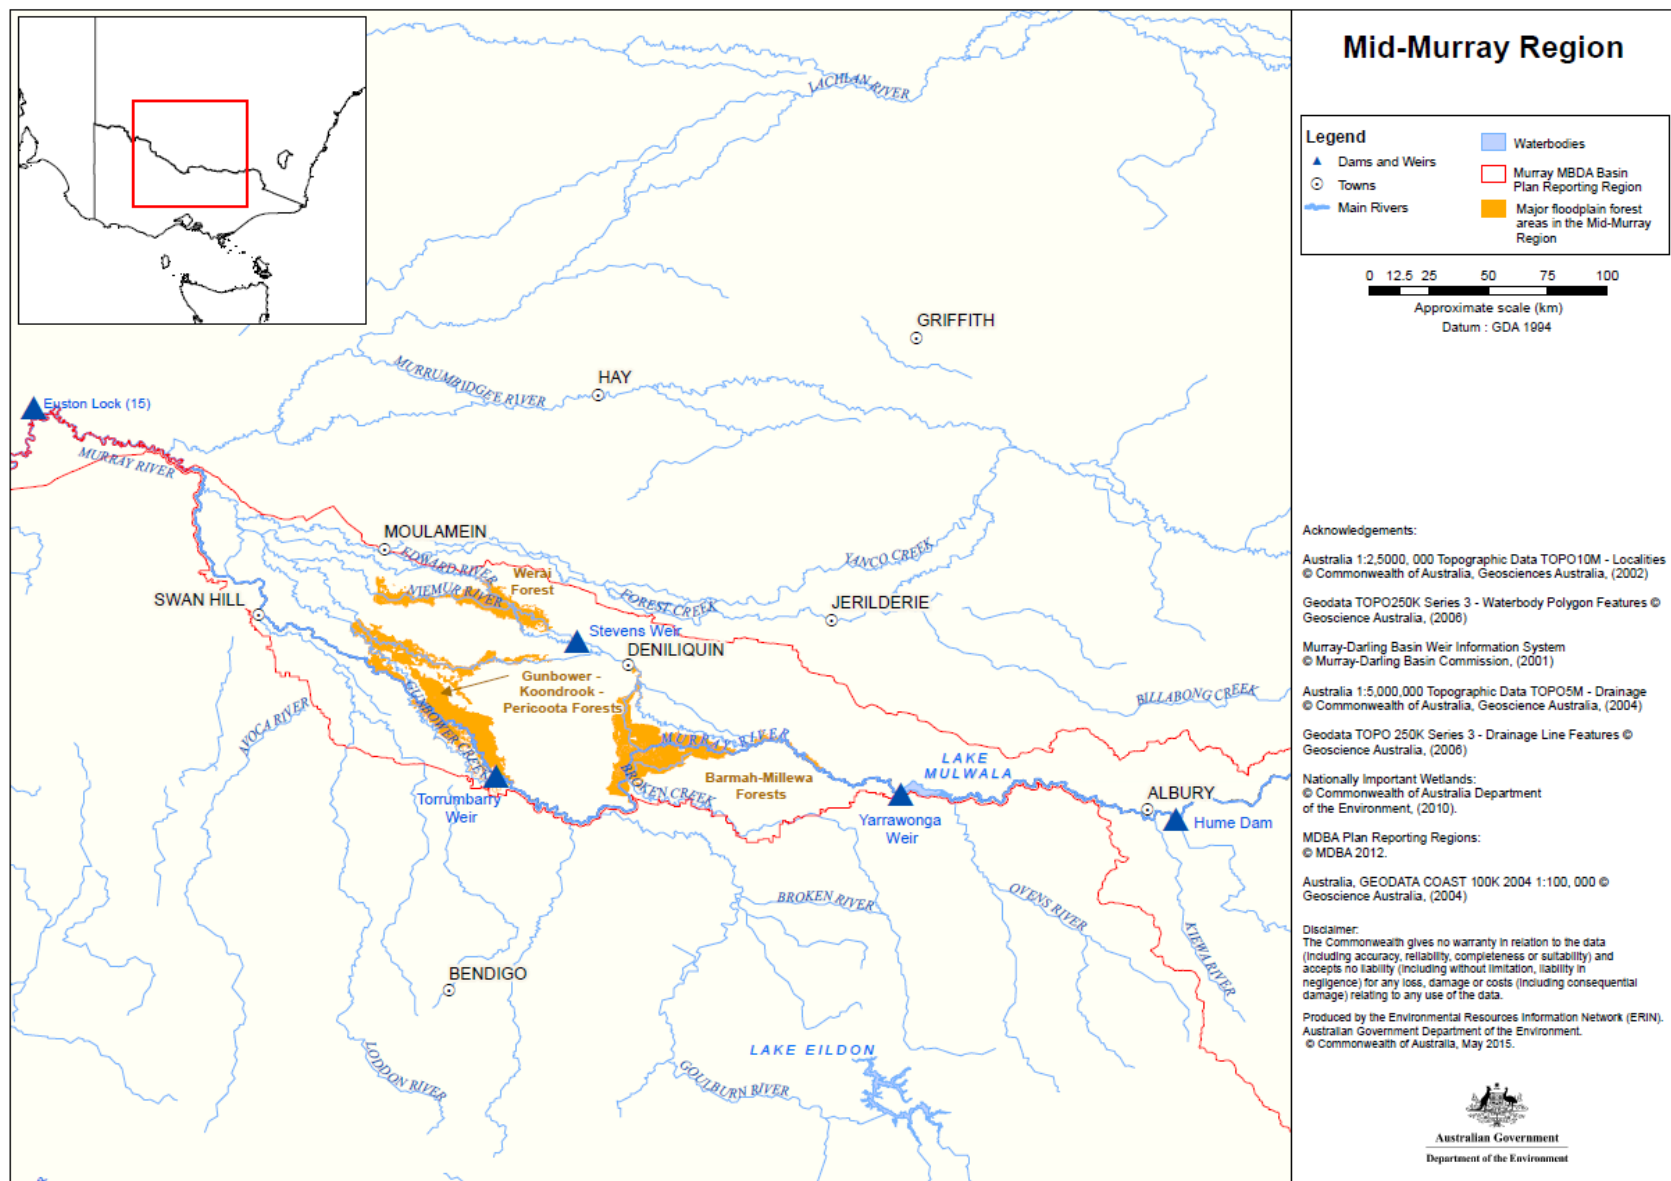 Mid-Murray Region
Legend
Dams and Weirs
Towns
Main Rivers
Waterbodies
Murray MBDA Basin
Plan Reporting Region
Major floodplain forest
areas in the Mid-Murray
Region
0 12.5 25 50 75 100
Approximate scale (km)
Datum : GDA 1994
LACHLAN RIVER
GRIFFITH
HAY
MURRUMBIDGEE RIVER
Euston Lock (15)
MURRAY RIVER
MOULAMEIN
EDWARD RIVER
Werai
Forest
NIEMUR RIVER
YANCO CREEK
FOREST CREEK
JERILDERIE
SWAN HILL
Stevens Weir
DENILIQUIN
Gunbower -
Koondrook -
Pericoota Forests
GUNBOWER CREEK
BILLABONG CREEK
AVOCA RIVER
MURRAY RIVER
LAKE
MULWALA
Barmah-Millewa
Forests
BROKEN CREEK
Torrumbarry
Weir
Yarrawonga
Weir
ALBURY
Hume Dam
BROKEN RIVER
OVENS RIVER
KIEWA RIVER
BENDIGO
LODDON RIVER
LAKE EILDON
GOULBURN RIVER
Acknowledgements:
Australia 1:2,5000, 000 Topographic Data TOPO10M - Localities
© Commonwealth of Australia, Geosciences Australia, (2002)
Geodata TOPO250K Series 3 - Waterbody Polygon Features ©
Geoscience Australia, (2006)
Murray-Darling Basin Weir Information System
© Murray-Darling Basin Commission, (2001)
Australia 1:5,000,000 Topographic Data TOPO5M - Drainage
© Commonwealth of Australia, Geoscience Australia, (2004)
Geodata TOPO 250K Series 3 - Drainage Line Features ©
Geoscience Australia, (2006)
Nationally Important Wetlands:
© Commonwealth of Australia Department
of the Environment, (2010).
MDBA Plan Reporting Regions:
© MDBA 2012.
Australia, GEODATA COAST 100K 2004 1:100, 000 ©
Geoscience Australia, (2004)
Disclaimer:
The Commonwealth gives no warranty in relation to the data
(including accuracy, reliability, completeness or suitability) and
accepts no liability (including without limitation, liability in
negligence) for any loss, damage or costs (including consequential
damage) relating to any use of the data.
Produced by the Environmental Resources Information Network (ERIN).
Australian Government Department of the Environment.
© Commonwealth of Australia, May 2015.
Australian Government
Department of the Environment